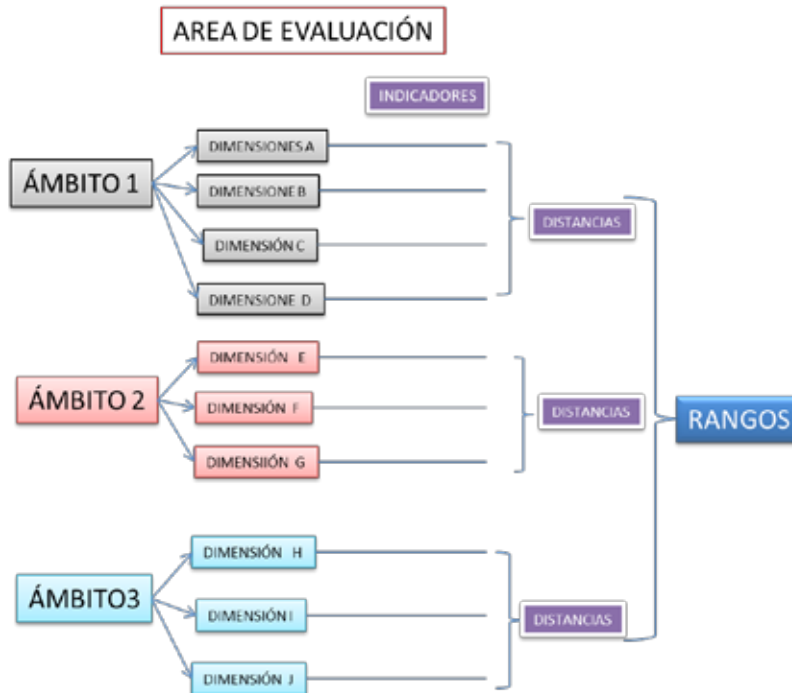 AREA DE EVALUACIÓN
INDICADORES
ÁMBITO 1
DIMENSIONES A
DIMENSIONE B
DIMENSIÓN C
DIMENSIONE D
DISTANCIAS
ÁMBITO 2
DIMENSIÓN E
DIMENSIÓN F
DIMENSIIÓN G
DISTANCIAS
RANGOS
ÁMBITO3
DIMENSIÓN H
DIMENSIÓN I
DIMENSIÓN J
DISTANCIAS